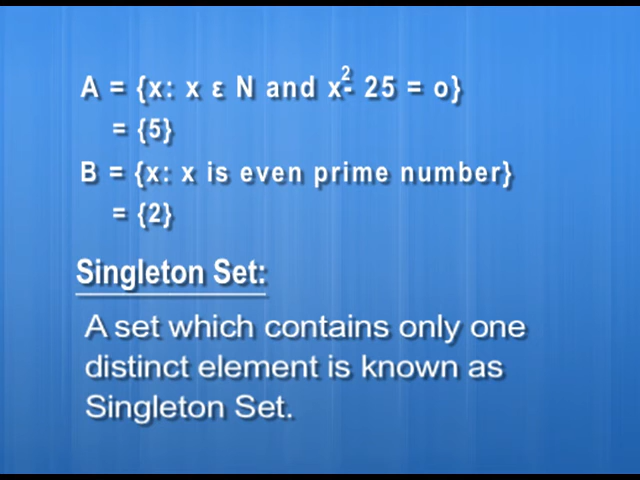 A = {x: x ε N and x²- 25 = o}
= {5}
B = {x: x is even prime number}
= {2}
Singleton Set:
A set which contains only one
distinct element is known as
Singleton Set.